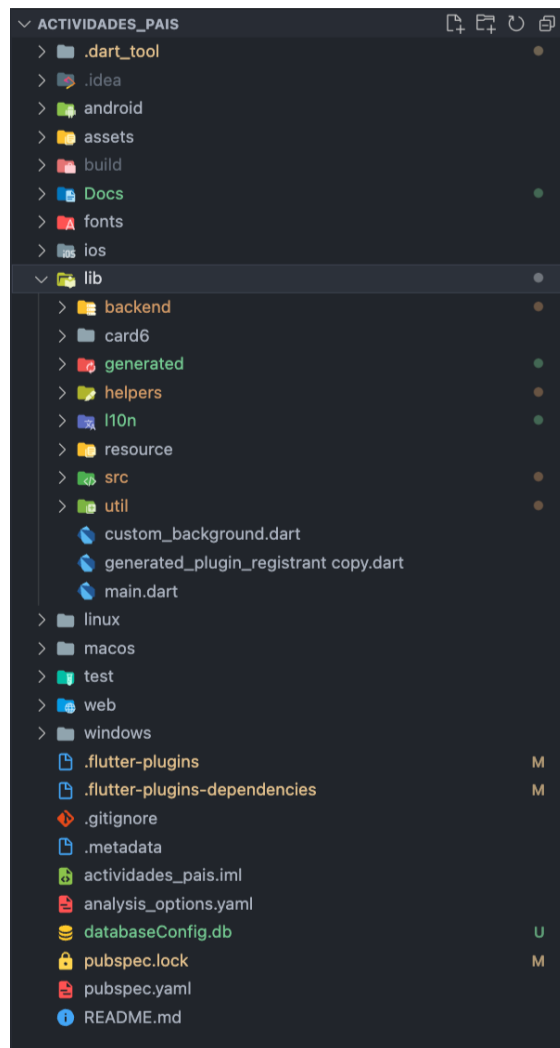 ACTIVIDADES_PAIS
.dart_tool
.idea
android
assets
build
Docs
fonts
ios
lib
backend
card6
generated
helpers
l10n
resource
src
util
custom_background.dart
generated_plugin_registrant copy.dart
main.dart
linux
macos
test
web
windows
.flutter-plugins M
.flutter-plugins-dependencies M
.gitignore
.metadata
actividades_pais.iml
analysis_options.yaml
databaseConfig.db U
pubspec.lock M
pubspec.yaml
README.md